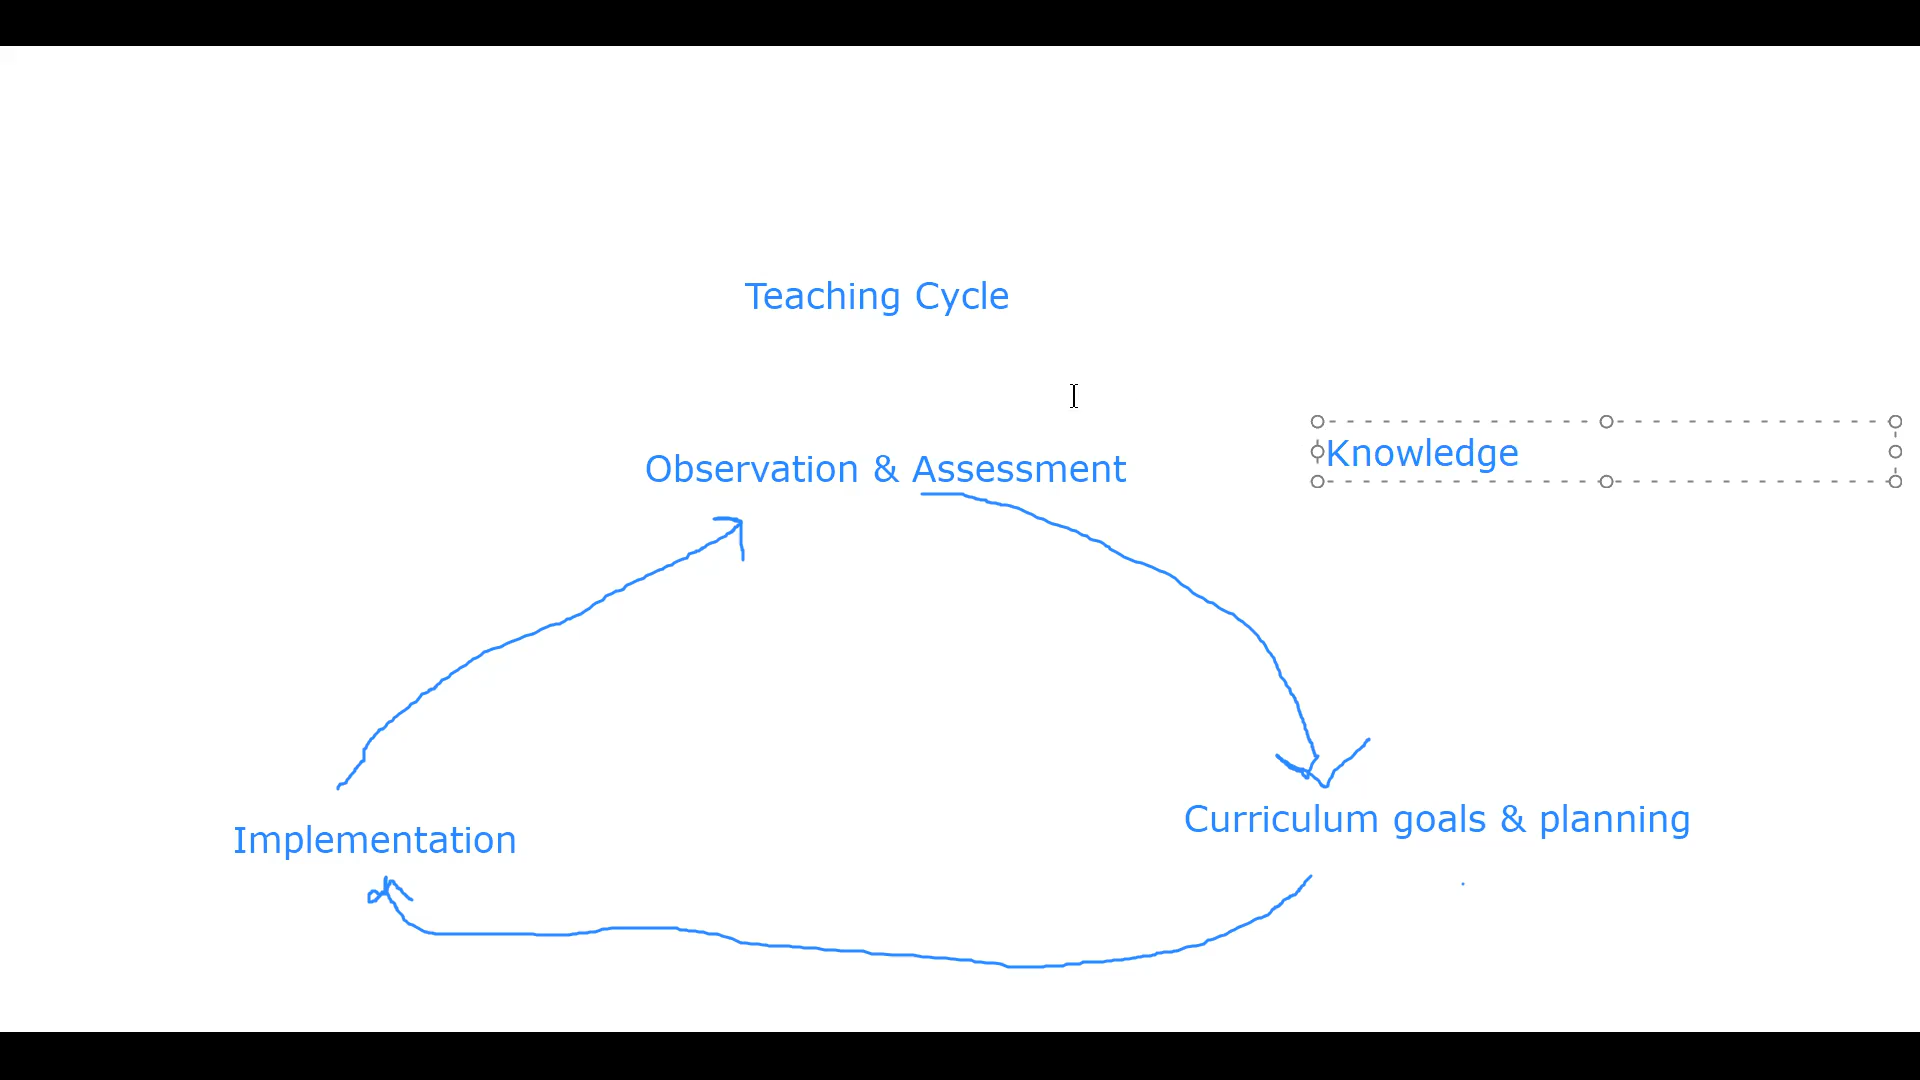 Teaching Cycle
Observation & Assessment
Knowledge
Curriculum goals & planning
Implementation